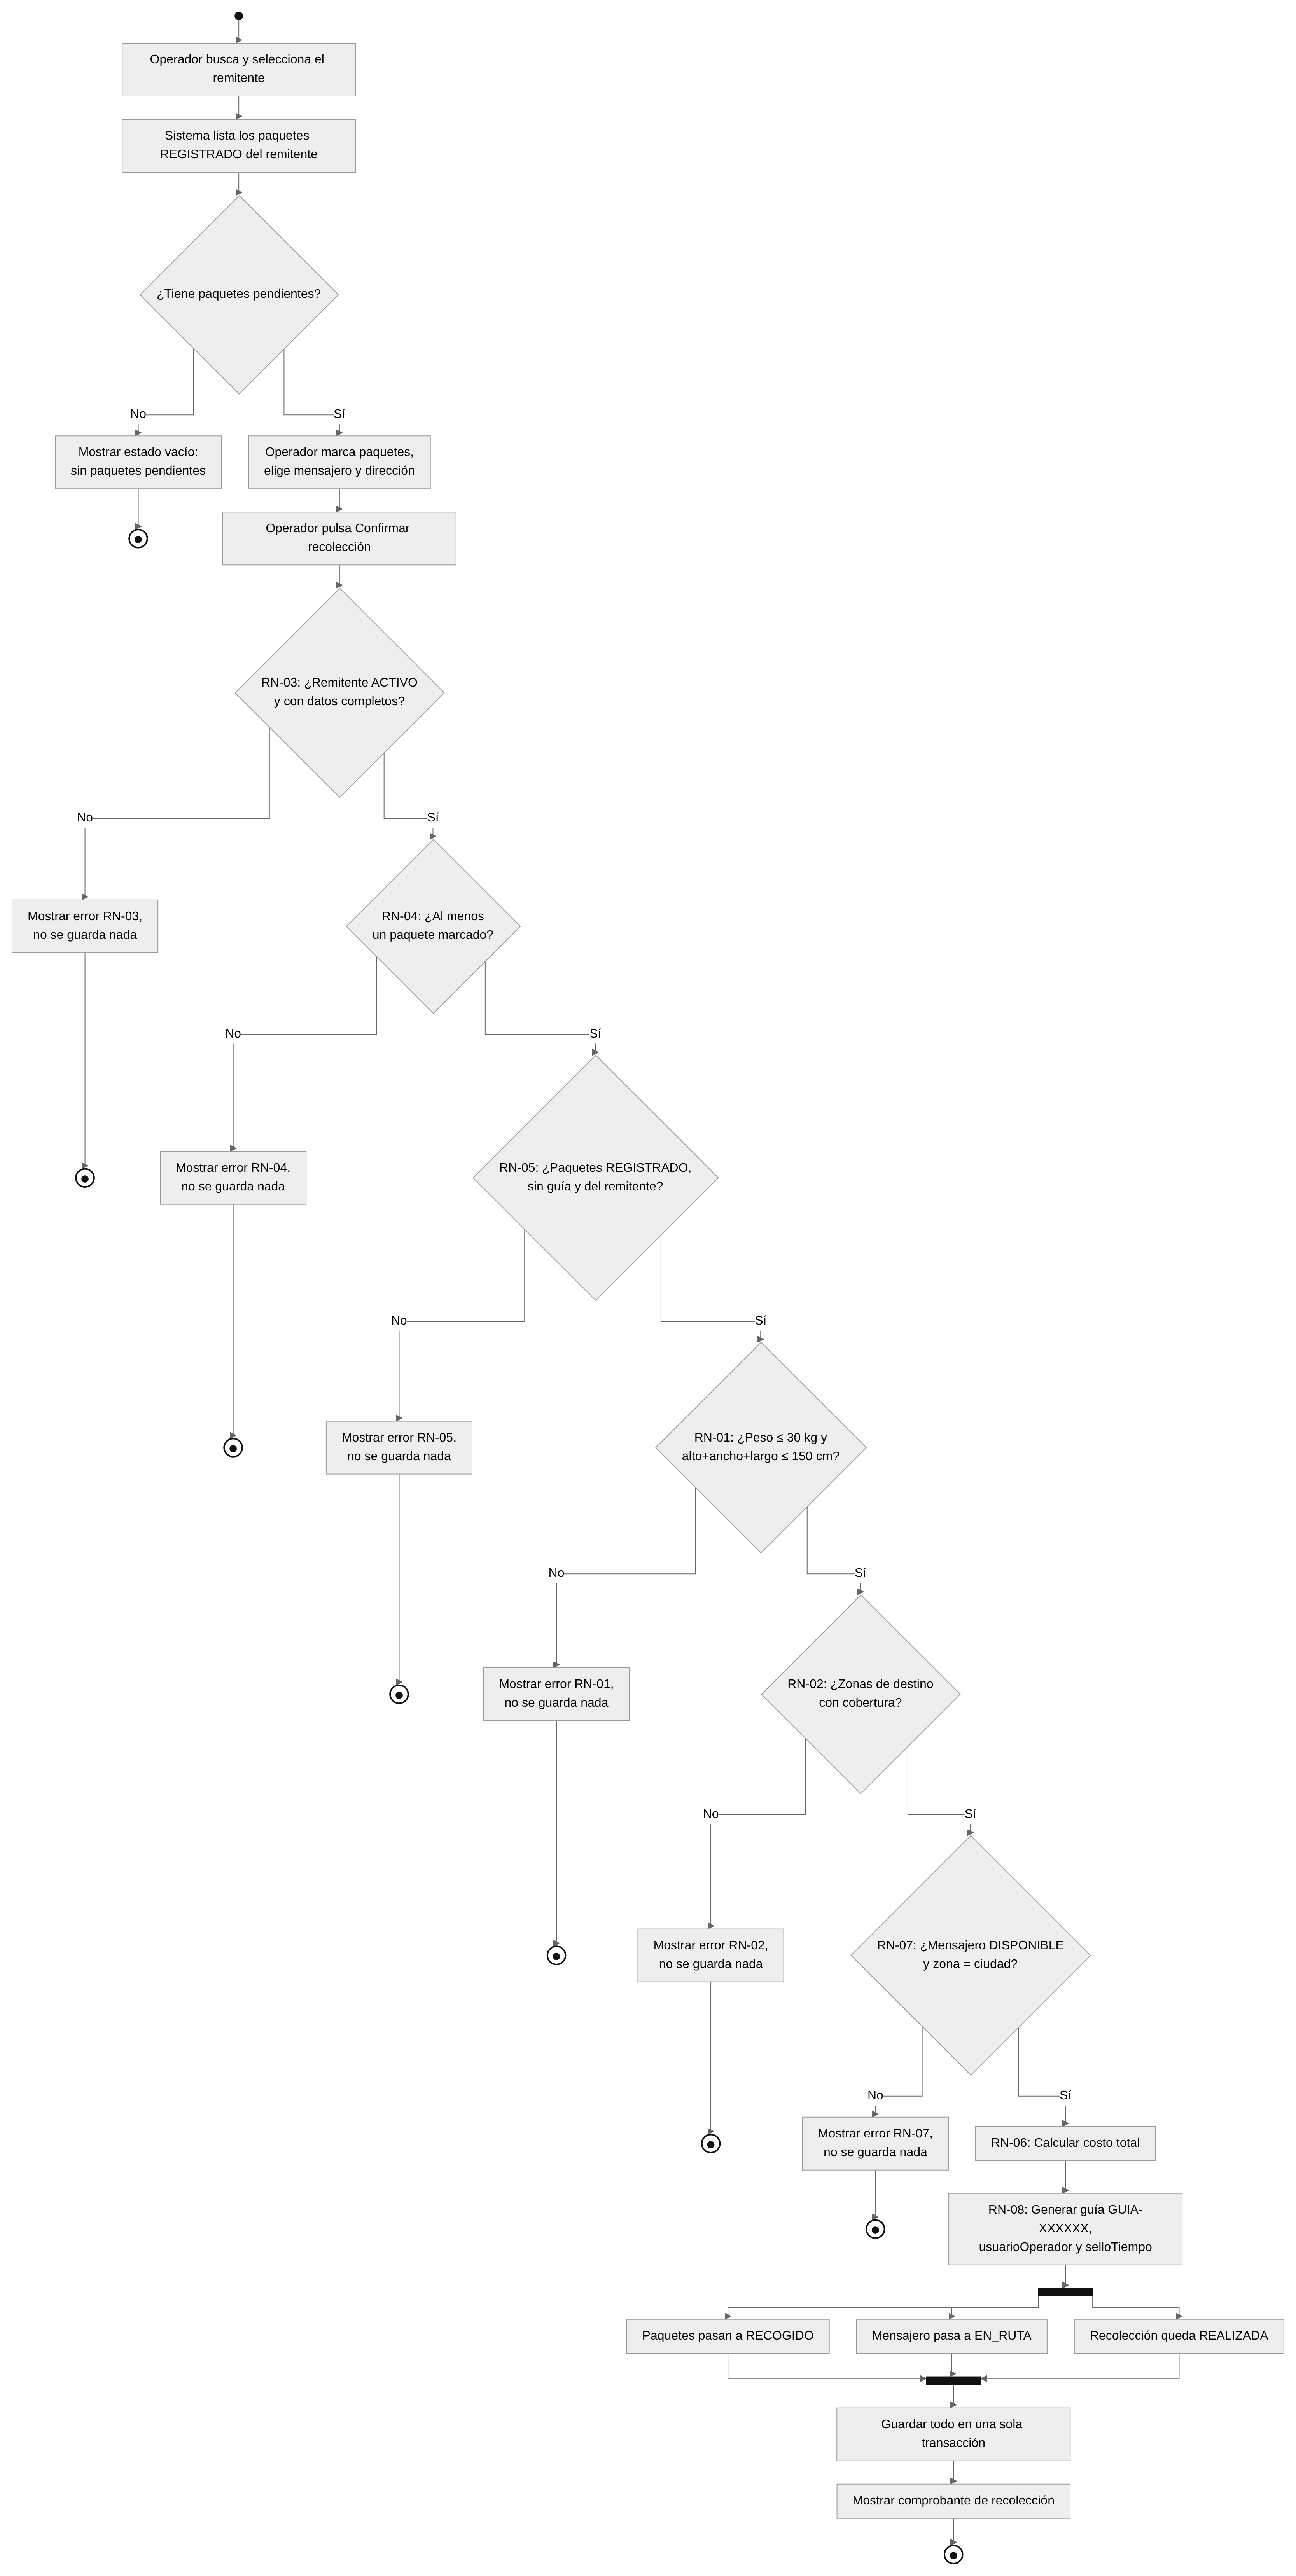 Operador busca y selecciona el
remitente
Sistema lista los paquetes
REGISTRADO del remitente
¿Tiene paquetes pendientes?
No
Sí
Mostrar estado vacío:
sin paquetes pendientes
Operador marca paquetes,
elige mensajero y dirección
Operador pulsa Confirmar
recolección
RN-03: ¿Remitente ACTIVO
y con datos completos?
No
Sí
Mostrar error RN-03,
no se guarda nada
RN-04: ¿Al menos
un paquete marcado?
No
Sí
Mostrar error RN-04,
no se guarda nada
RN-05: ¿Paquetes REGISTRADO,
sin guía y del remitente?
No
Sí
Mostrar error RN-05,
no se guarda nada
RN-01: ¿Peso ≤ 30 kg y
alto+ancho+largo ≤ 150 cm?
No
Sí
Mostrar error RN-01,
no se guarda nada
RN-02: ¿Zonas de destino
con cobertura?
No
Sí
Mostrar error RN-02,
no se guarda nada
RN-07: ¿Mensajero DISPONIBLE
y zona = ciudad?
No
Sí
Mostrar error RN-07,
no se guarda nada
RN-06: Calcular costo total
RN-08: Generar guía GUIA-
XXXXXX,
usuarioOperador y selloTiempo
Paquetes pasan a RECOGIDO
Mensajero pasa a EN_RUTA
Recolección queda REALIZADA
Guardar todo en una sola
transacción
Mostrar comprobante de recolección